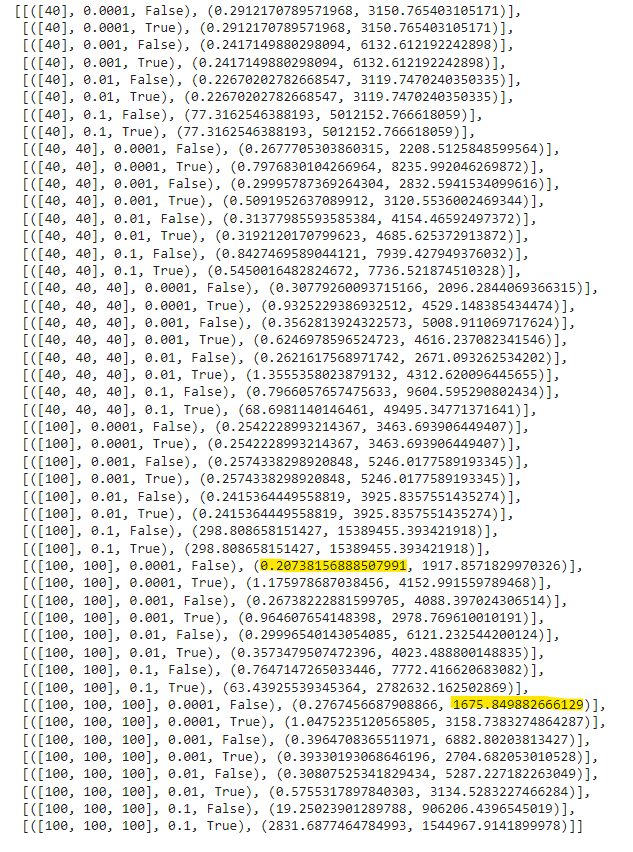 [[([40], 0.0001, False), (0.2912170789571968, 3150.765403105171)],
[([40], 0.0001, True), (0.2912170789571968, 3150.765403105171)],
[([40], 0.001, False), (0.2417149880298094, 6132.612192242898)],
[([40], 0.001, True), (0.2417149880298094, 6132.612192242898)],
[([40], 0.01, False), (0.22670202782668547, 3119.7470240350335)],
[([40], 0.01, True), (0.22670202782668547, 3119.7470240350335)],
[([40], 0.1, False), (77.3162546388193, 5012152.766618059)],
[([40], 0.1, True), (77.3162546388193, 5012152.766618059)],
[([40, 40], 0.0001, False), (0.2677705303860315, 2208.5125848599564)],
[([40, 40], 0.0001, True), (0.7976830104266964, 8235.992046269872)],
[([40, 40], 0.001, False), (0.29995787369264304, 2832.5941534099616)],
[([40, 40], 0.001, True), (0.5091952637089912, 3120.5536002469344)],
[([40, 40], 0.01, False), (0.31377985593585384, 4154.46592497372)],
[([40, 40], 0.01, True), (0.3192120170799623, 4685.625372913872)],
[([40, 40], 0.1, False), (0.8427469589044121, 7939.427949376032)],
[([40, 40], 0.1, True), (0.5450016482824672, 7736.521874510328)],
[([40, 40, 40], 0.0001, False), (0.30779260093715166, 2096.2844069366315)],
[([40, 40, 40], 0.0001, True), (0.9325229386932512, 4529.148385434474)],
[([40, 40, 40], 0.001, False), (0.3562813924322573, 5008.911069717624)],
[([40, 40, 40], 0.001, True), (0.6246978596524723, 4616.237082341546)],
[([40, 40, 40], 0.01, False), (0.2621617568971742, 2671.093262534202)],
[([40, 40, 40], 0.01, True), (1.3555358023879132, 4312.620096445655)],
[([40, 40, 40], 0.1, False), (0.7966057657475633, 9604.595290802434)],
[([40, 40, 40], 0.1, True), (68.6981140146461, 49495.34771371641)],
[([100], 0.0001, False), (0.2542228993214367, 3463.693906449407)],
[([100], 0.0001, True), (0.2542228993214367, 3463.693906449407)],
[([100], 0.001, False), (0.2574338298920848, 5246.0177589193345)],
[([100], 0.001, True), (0.2574338298920848, 5246.0177589193345)],
[([100], 0.01, False), (0.2415364449558819, 3925.8357551435274)],
[([100], 0.01, True), (0.2415364449558819, 3925.8357551435274)],
[([100], 0.1, False), (298.808658151427, 15389455.393421918)],
[([100], 0.1, True), (298.808658151427, 15389455.393421918)],
[([100, 100], 0.0001, False), (0.20738156888507991, 1917.8571829970326)],
[([100, 100], 0.0001, True), (1.175978687038456, 4152.991559789468)],
[([100, 100], 0.001, False), (0.26738222881599705, 4088.397024306514)],
[([100, 100], 0.001, True), (0.964607654148398, 2978.769610010191)],
[([100, 100], 0.01, False), (0.29996540143054085, 6121.232544200124)],
[([100, 100], 0.01, True), (0.3573479507472396, 4023.488800148835)],
[([100, 100], 0.1, False), (0.7647147265033446, 7772.416620683082)],
[([100, 100], 0.1, True), (63.43925539345364, 2782632.162502869)],
[([100, 100, 100], 0.0001, False), (0.2767456687908866, 1675.849882666129)],
[([100, 100, 100], 0.0001, True), (1.0475235120565805, 3158.7383274864287)],
[([100, 100, 100], 0.001, False), (0.3964708365511971, 6882.80203813427)],
[([100, 100, 100], 0.001, True), (0.39330193068646196, 2704.682053010528)],
[([100, 100, 100], 0.01, False), (0.30807525341829434, 5287.227182263049)],
[([100, 100, 100], 0.01, True), (0.5755317897840303, 3134.5283227466284)],
[([100, 100, 100], 0.1, False), (19.25023901289788, 906206.4396545019)],
[([100, 100, 100], 0.1, True), (2831.6877464784993, 1544967.9141899978)]]